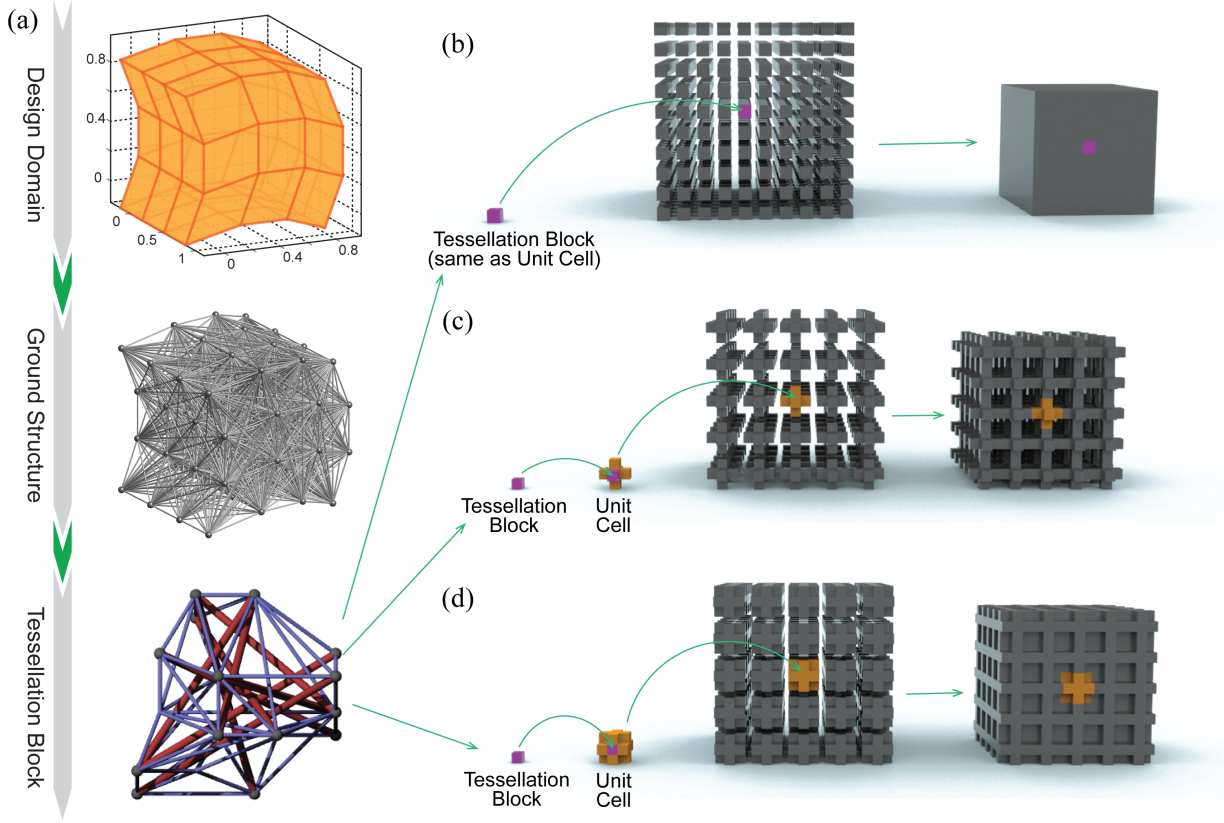 (a)
Design Domain
Ground Structure
Tessellation Block
0.8
0.4
0
0
0.5
1
0
0.4
0.8
(b)
Tessellation Block
(same as Unit Cell)
(c)
Tessellation
Block
Unit
Cell
(d)
Tessellation
Block
Unit
Cell